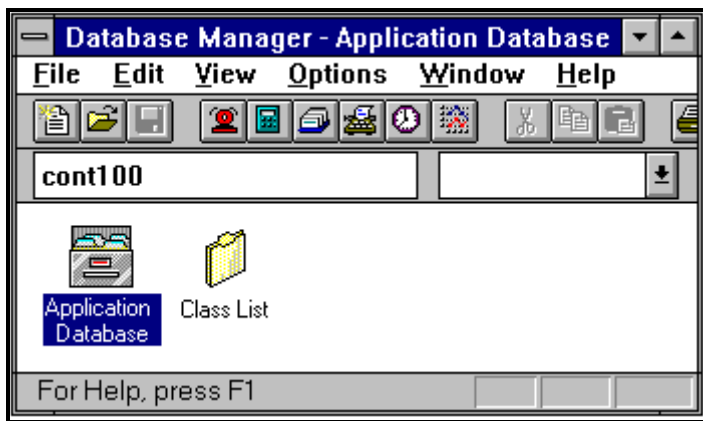 Database Manager - Application Database
File Edit View Options Window Help
cont100
Application
Database
Class List
For Help, press F1